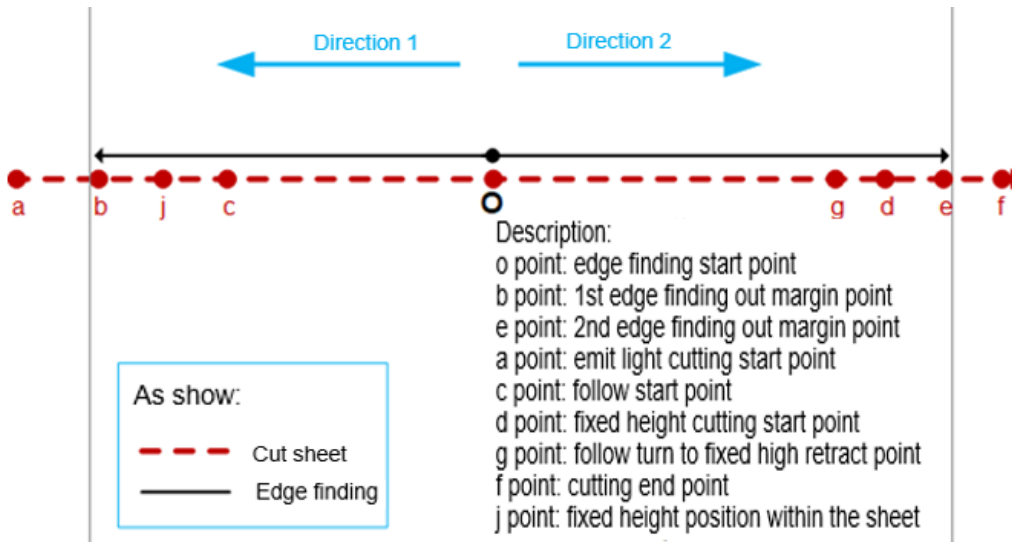 Direction 1
Direction 2
a b j c O g d e f
Description:
o point: edge finding start point
b point: 1st edge finding out margin point
e point: 2nd edge finding out margin point
a point: emit light cutting start point
c point: follow start point
d point: fixed height cutting start point
g point: follow turn to fixed high retract point
f point: cutting end point
j point: fixed height position within the sheet
As show:
Cut sheet
Edge finding